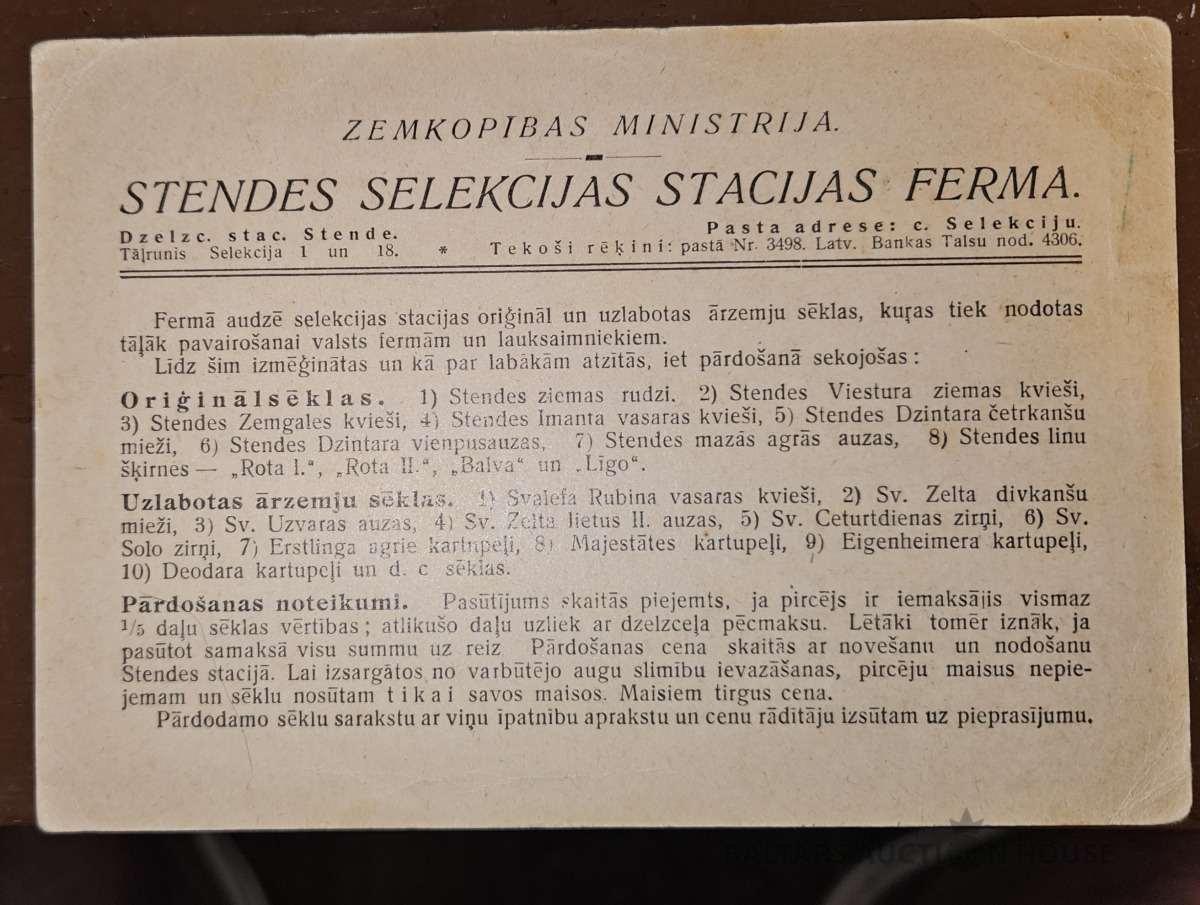 ZEMKOPĪBAS MINISTRIJA.
STENDES SELEKCIJAS STACIJAS FERMA.
Dzelzc. stac. Stende.
Pasta adrese: c. Selekciju.
Tāļrunis Selekcija 1 un 18. * Tekoši rēķini: pastā Nr. 3498. Latv. Bankas Talsu nod. 4306.
Fermā audzē selekcijas stacijas oriģināl un uzlabotas ārzemju sēklas, kuŗas tiek nodotas
tāļāk pavairošanai valsts fermām un lauksaimniekiem.
Līdz šim izmēģinātas un kā par labākām atzītās, iet pārdošanā sekojošas:
Oriģinālsēklas. 1) Stendes ziemas rudzi. 2) Stendes Viestura ziemas kvieši,
3) Stendes Zemgales kvieši, 4) Stendes Imanta vasaras kvieši, 5) Stendes Dzintara četrkanšu
mieži, 6) Stendes Dzintara vienpusauzas, 7) Stendes mazās agrās auzas, 8) Stendes linu
šķirnes — „Rota I.“, „Rota II.“, „Balva“ un „Līgo“.
Uzlabotas ārzemju sēklas. 1) Svalefa Rubina vasaras kvieši, 2) Sv. Zelta divkanšu
mieži, 3) Sv. Uzvaras auzas, 4) Sv. Zelta lietus II. auzas, 5) Sv. Ceturtdienas zirņi, 6) Sv.
Solo zirņi, 7) Erstlinga agrie kartupeļi, 8) Majestātes kartupeļi, 9) Eigenheimera kartupeļi,
10) Deodara kartupeļi un d. c sēklas.
Pārdošanas noteikumi. Pasūtījums skaitās piejemts, ja pircējs ir iemaksājis vismaz
1/5 daļu sēklas vērtības; atlikušo daļu uzliek ar dzelzceļa pēcmaksu. Lētāki tomēr iznāk, ja
pasūtot samaksā visu summu uz reiz Pārdošanas cena skaitās ar novešanu un nodošanu
Stendes stacijā. Lai izsargātos no varbūtējo augu slimību ievazāšanas, pircēju maisus nepie-
jemam un sēklu nosūtam tikai savos maisos. Maisiem tirgus cena.
Pārdodamo sēklu sarakstu ar viņu īpatnību aprakstu un cenu rādītāju izsūtam uz pieprasījumu.
BALTARS AUCTION HOUSE